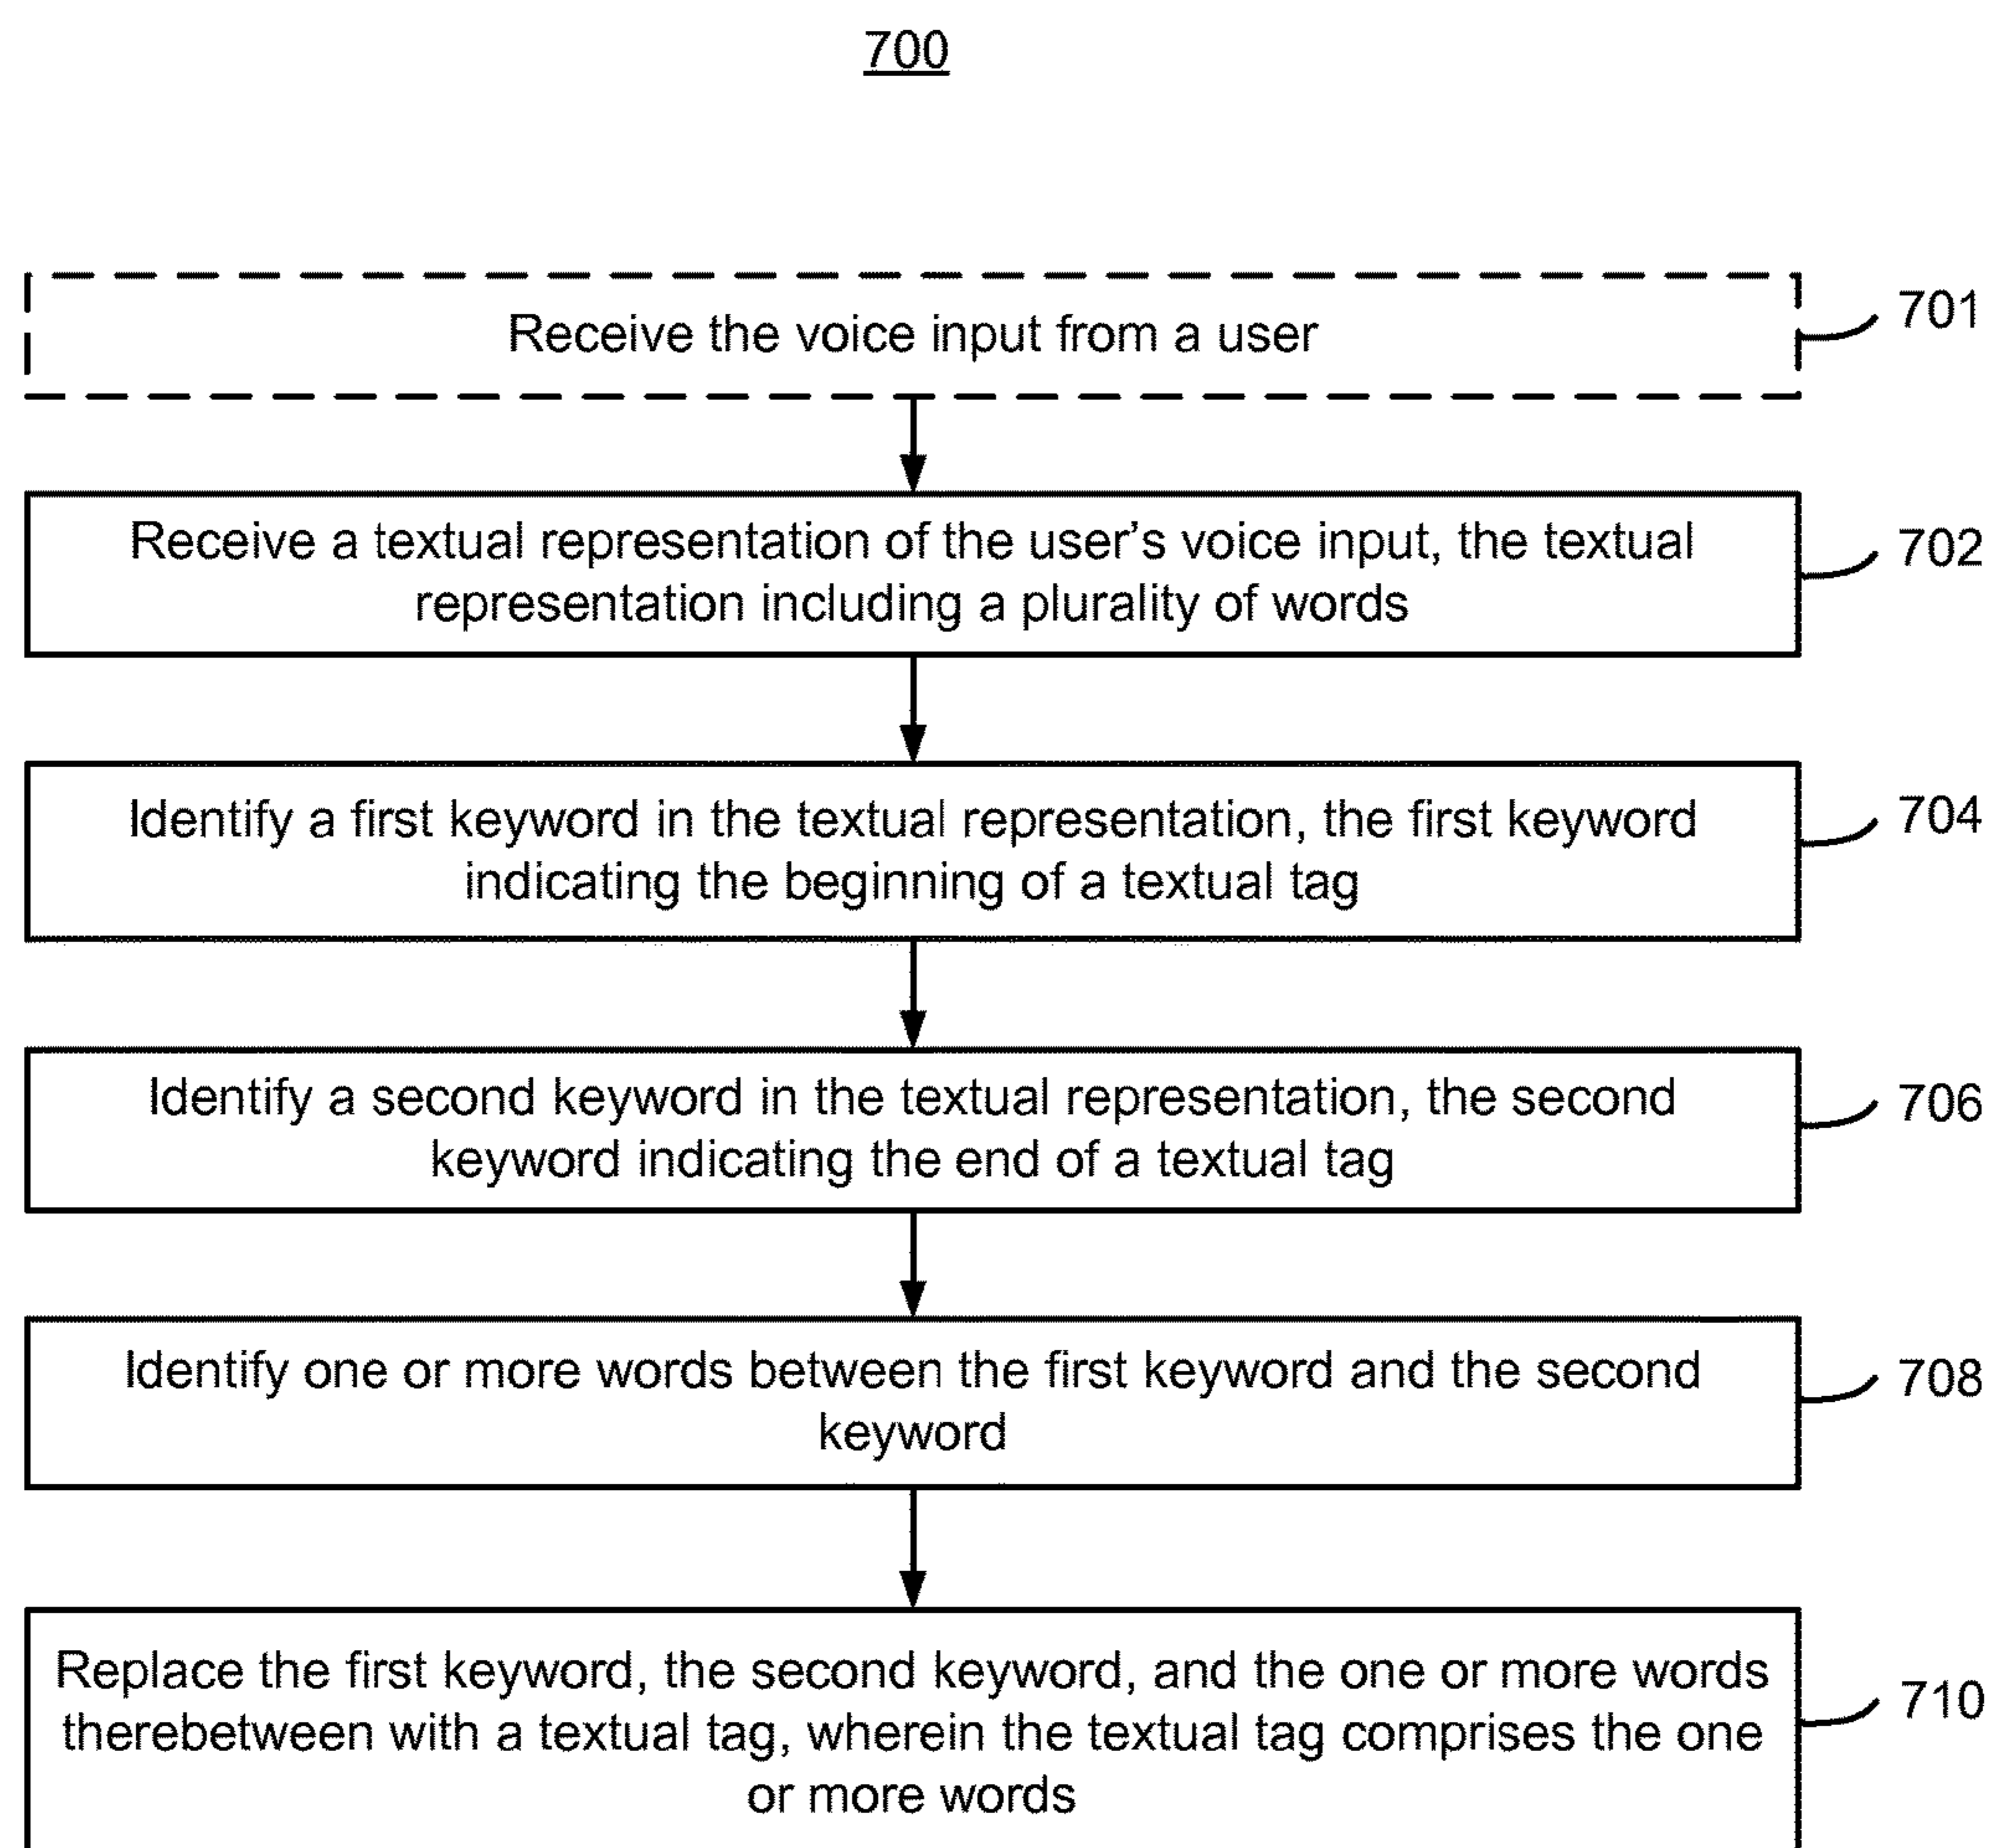 700
Receive the voice input from a user
701
Receive a textual representation of the user's voice input, the textual
representation including a plurality of words
702
Identify a first keyword in the textual representation, the first keyword
indicating the beginning of a textual tag
704
Identify a second keyword in the textual representation, the second
keyword indicating the end of a textual tag
706
Identify one or more words between the first keyword and the second
keyword
708
Replace the first keyword, the second keyword, and the one or more words
therebetween with a textual tag, wherein the textual tag comprises the one
or more words
710